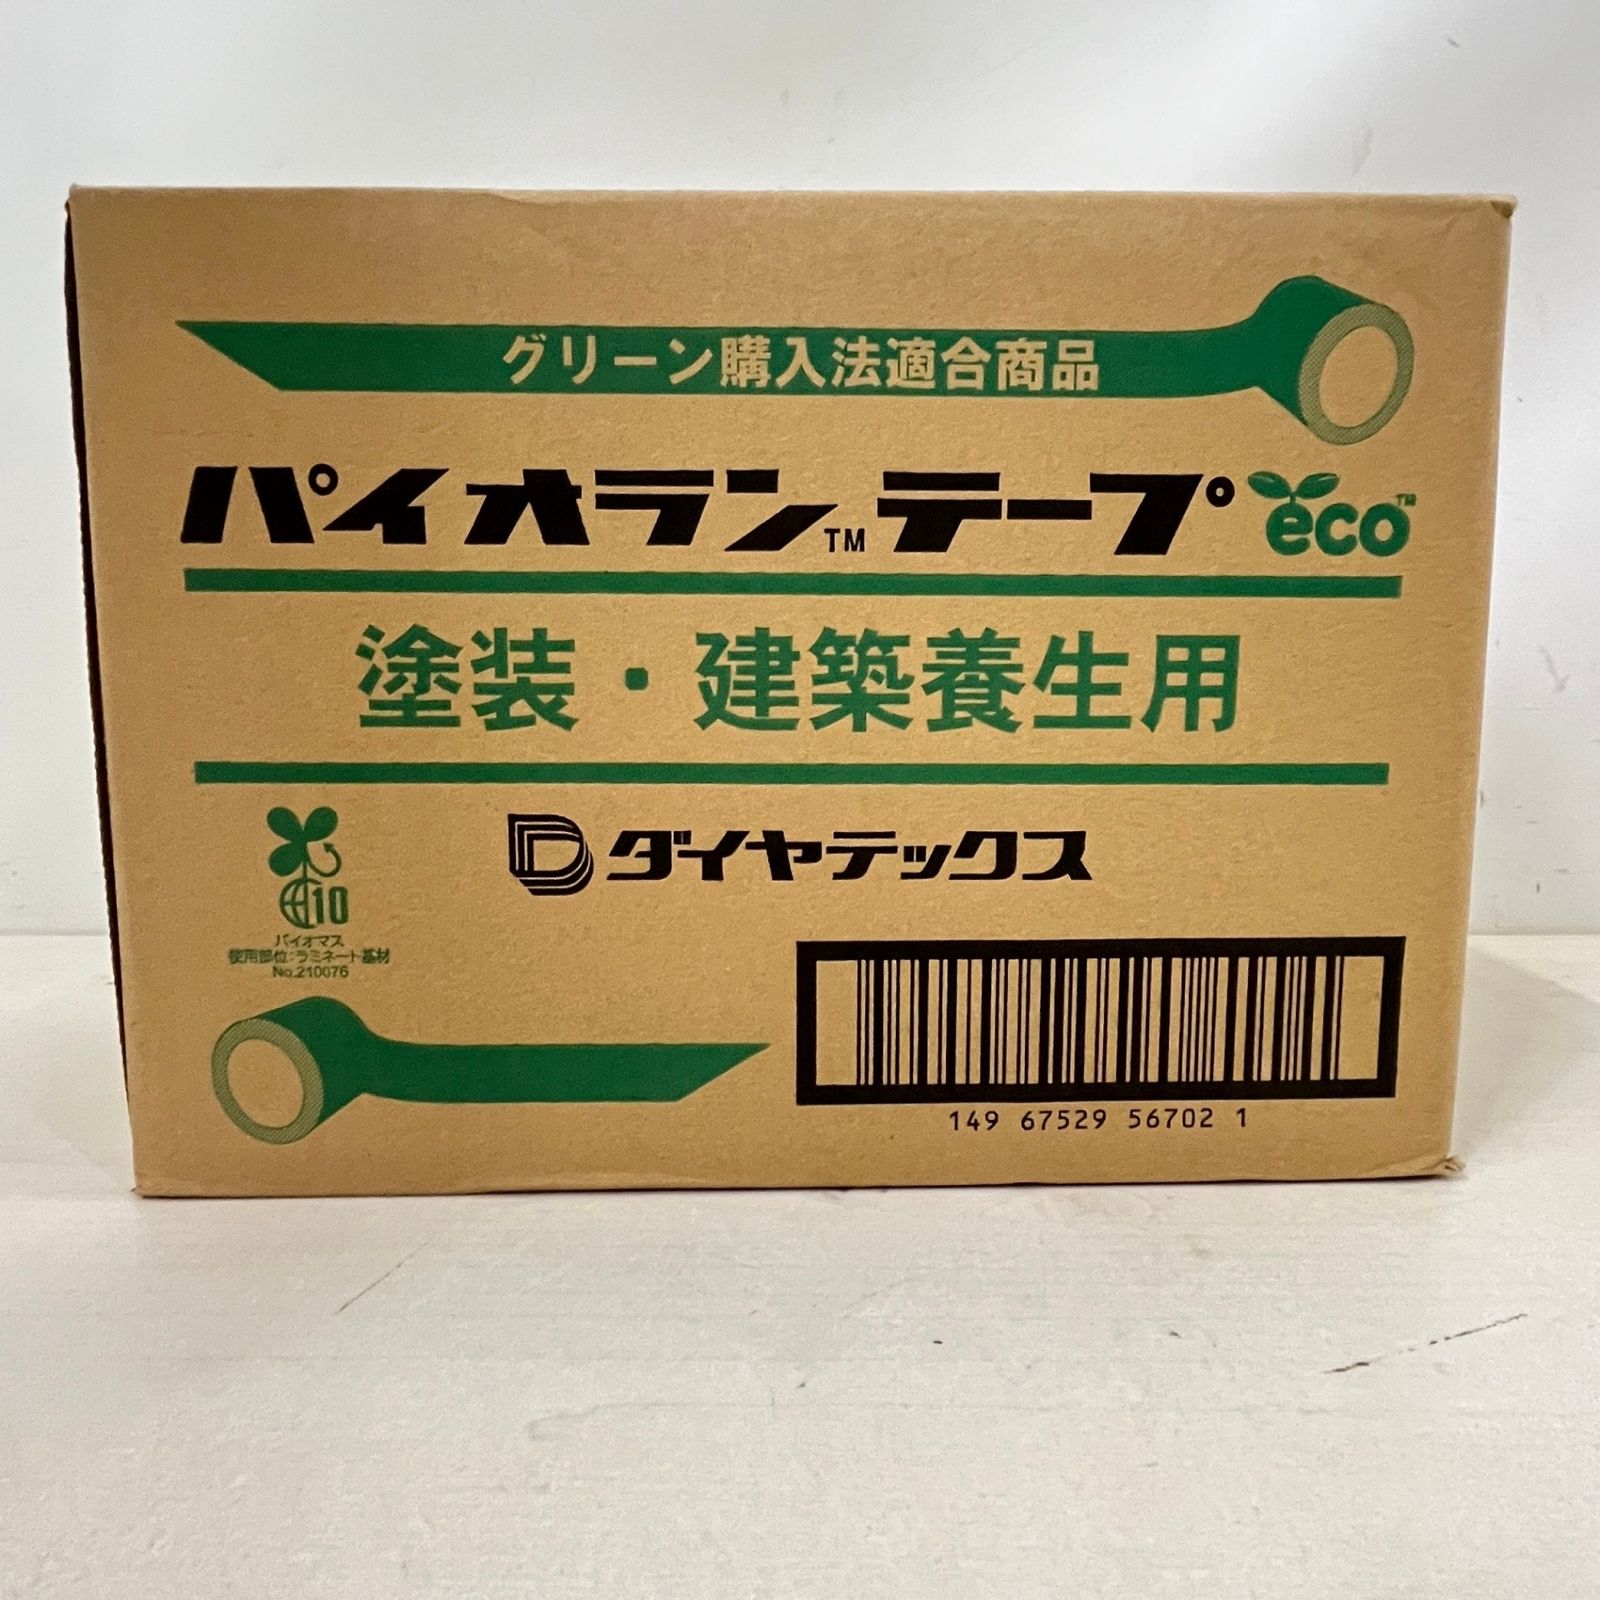 グリーン購入法適合商品
パイオラン™テープ eco™
塗装・建築養生用
ダイヤテックス
10
バイオマス
使用部位:ラミネート基材
No.210076
149 67529 56702 1